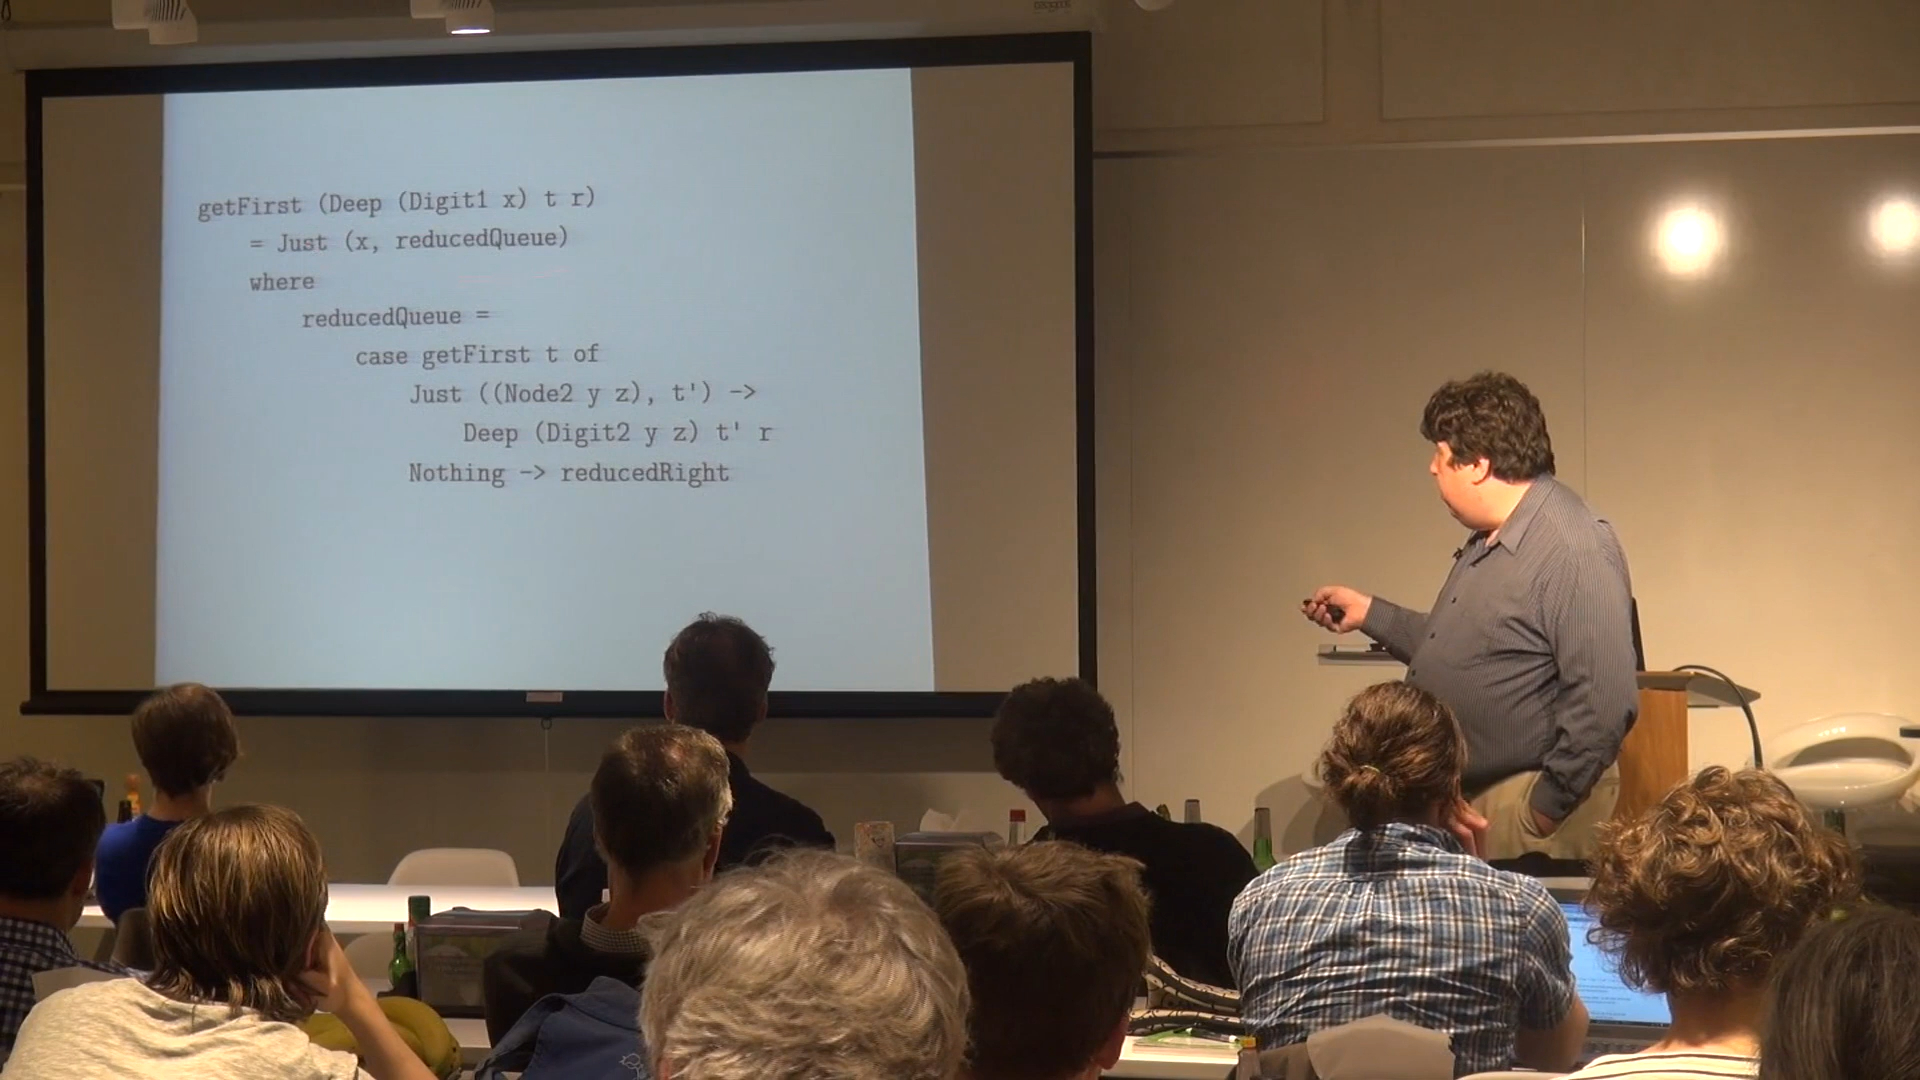 getFirst (Deep (Digit1 x) t r)
= Just (x, reducedQueue)
where
reducedQueue =
case getFirst t of
Just ((Node2 y z), t') ->
Deep (Digit2 y z) t' r
Nothing -> reducedRight